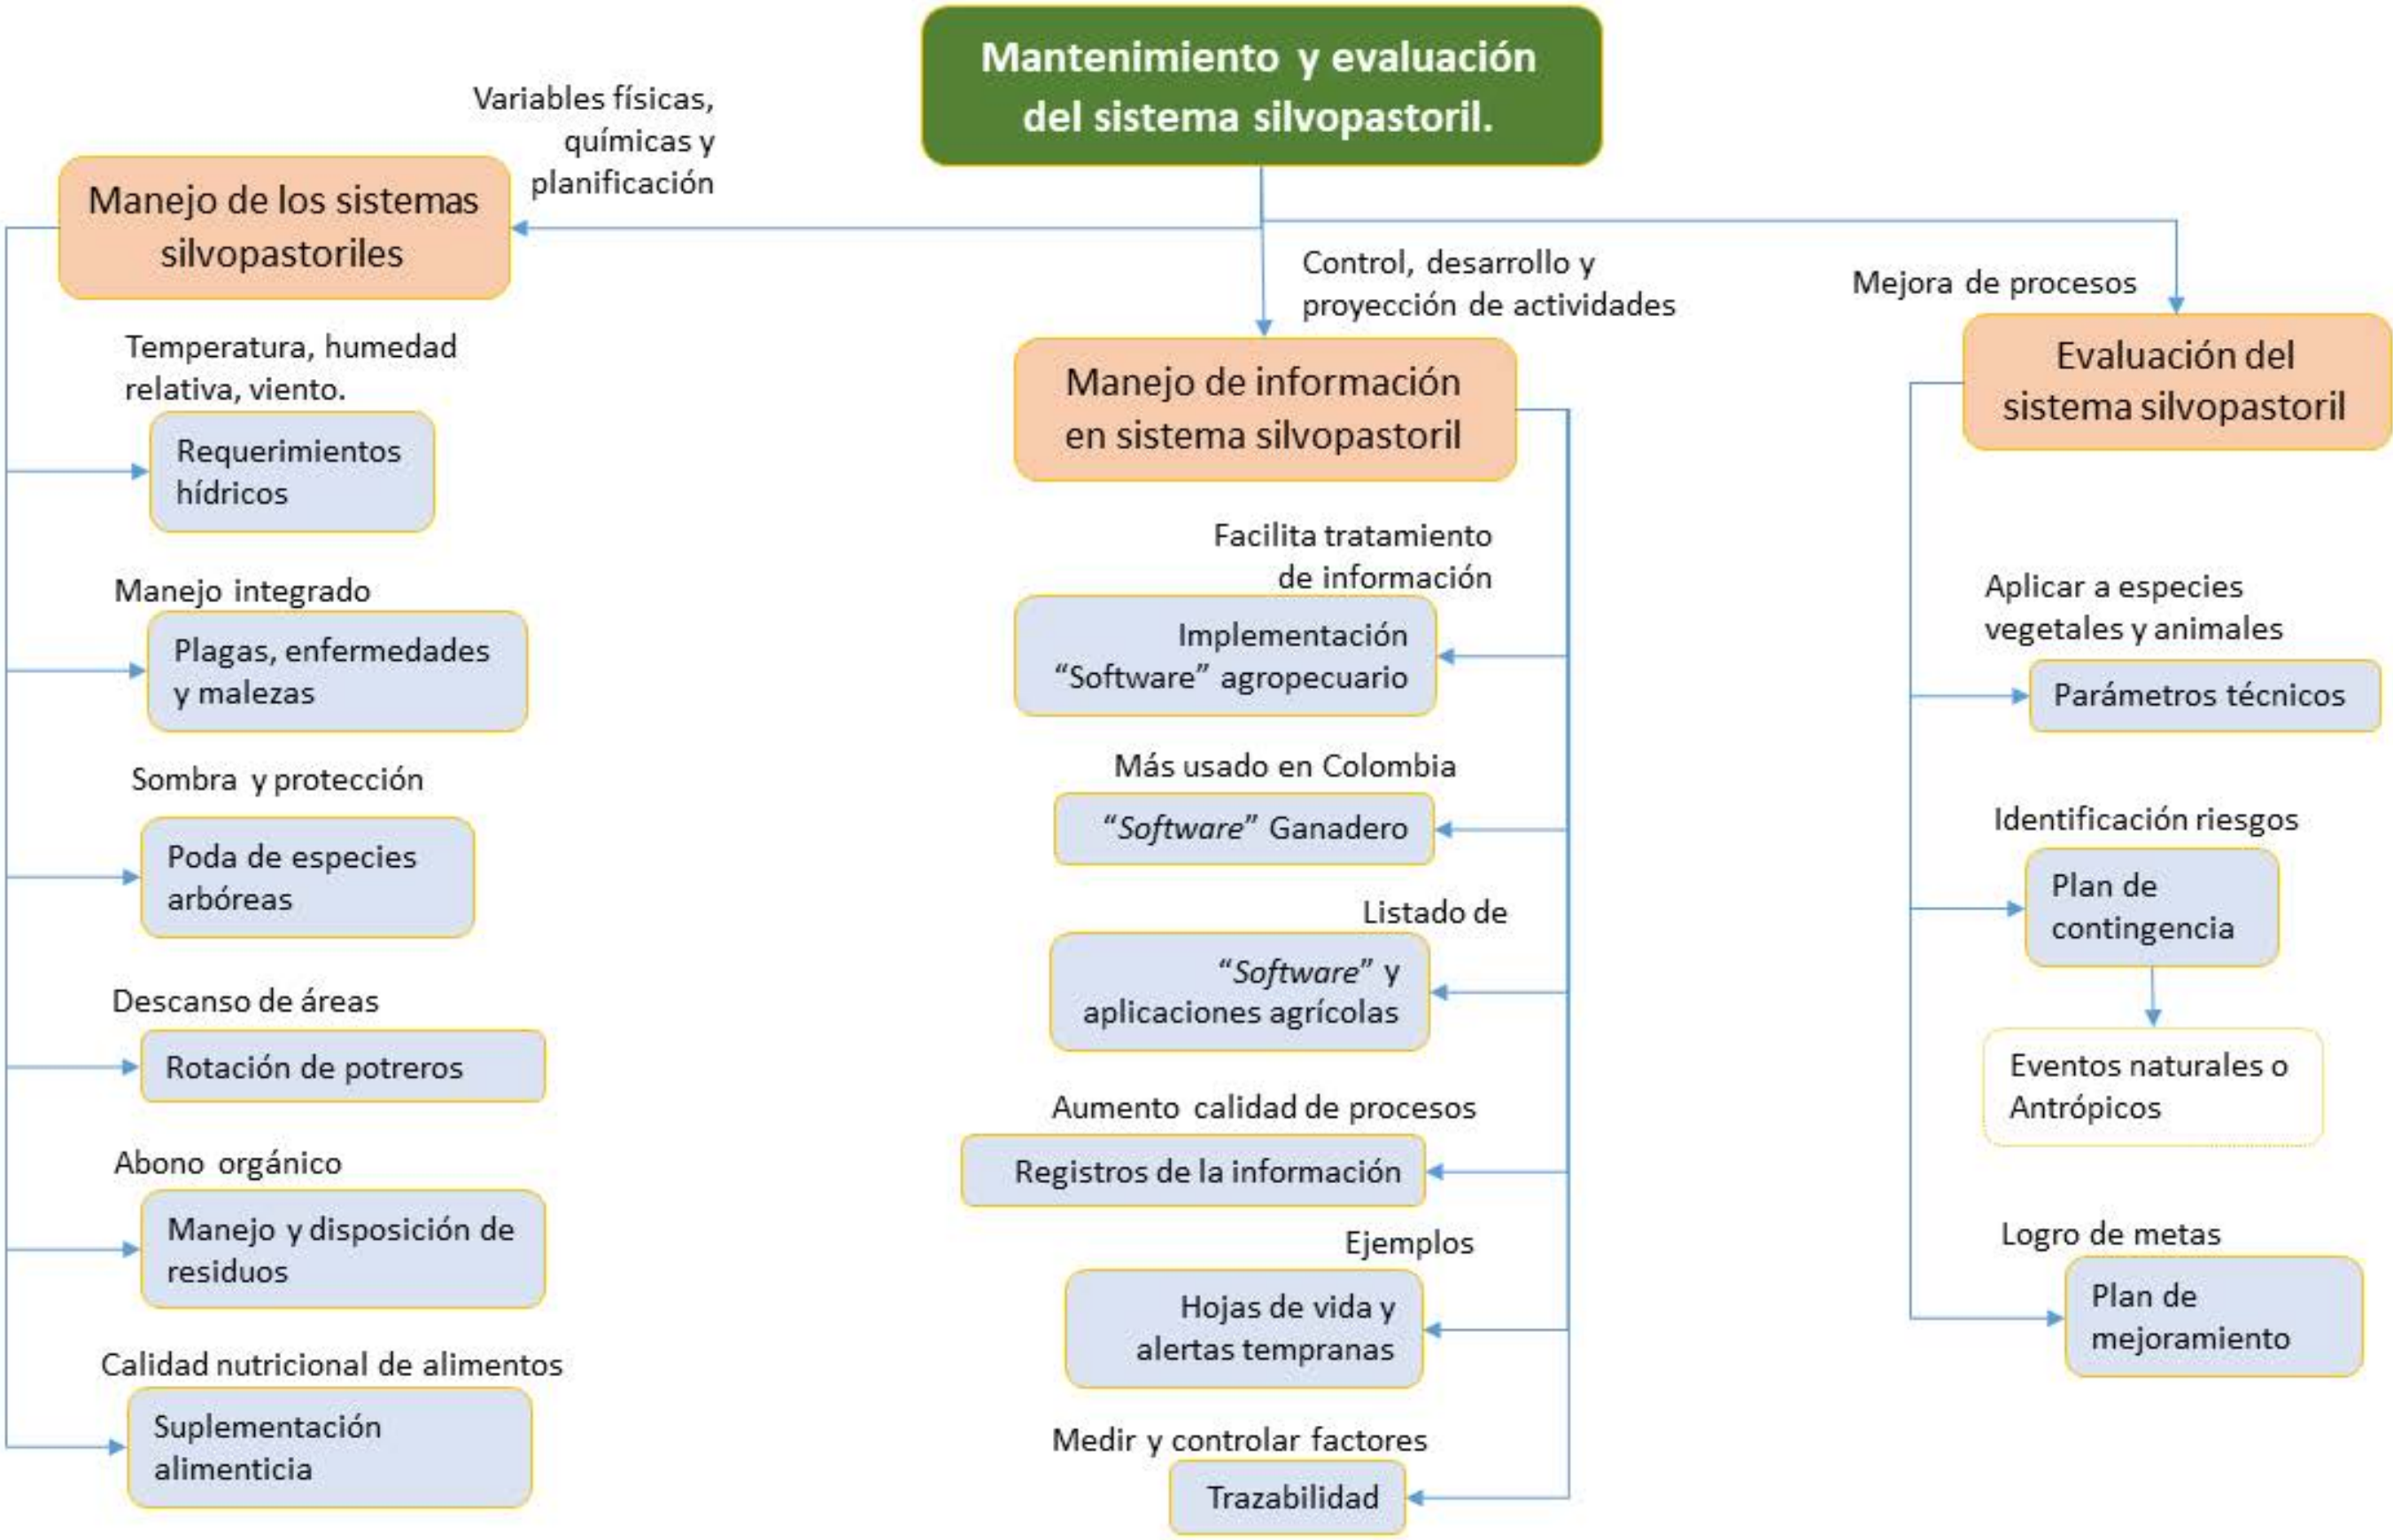 Mantenimiento y evaluación
del sistema silvopastoril.
Variables físicas,
químicas y
planificación
Manejo de los sistemas
silvopastoriles
Temperatura, humedad
relativa, viento.
Requerimientos
hídricos
Manejo integrado
Plagas, enfermedades
y malezas
Sombra y protección
Poda de especies
arbóreas
Descanso de áreas
Rotación de potreros
Abono orgánico
Manejo y disposición de
residuos
Calidad nutricional de alimentos
Suplementación
alimenticia
Control, desarrollo y
proyección de actividades
Manejo de información
en sistema silvopastoril
Facilita tratamiento
de información
Implementación
“Software” agropecuario
Más usado en Colombia
“Software” Ganadero
Listado de
“Software” y
aplicaciones agrícolas
Aumento calidad de procesos
Registros de la información
Ejemplos
Hojas de vida y
alertas tempranas
Medir y controlar factores
Trazabilidad
Mejora de procesos
Evaluación del
sistema silvopastoril
Aplicar a especies
vegetales y animales
Parámetros técnicos
Identificación riesgos
Plan de
contingencia
Eventos naturales o
Antrópicos
Logro de metas
Plan de
mejoramiento